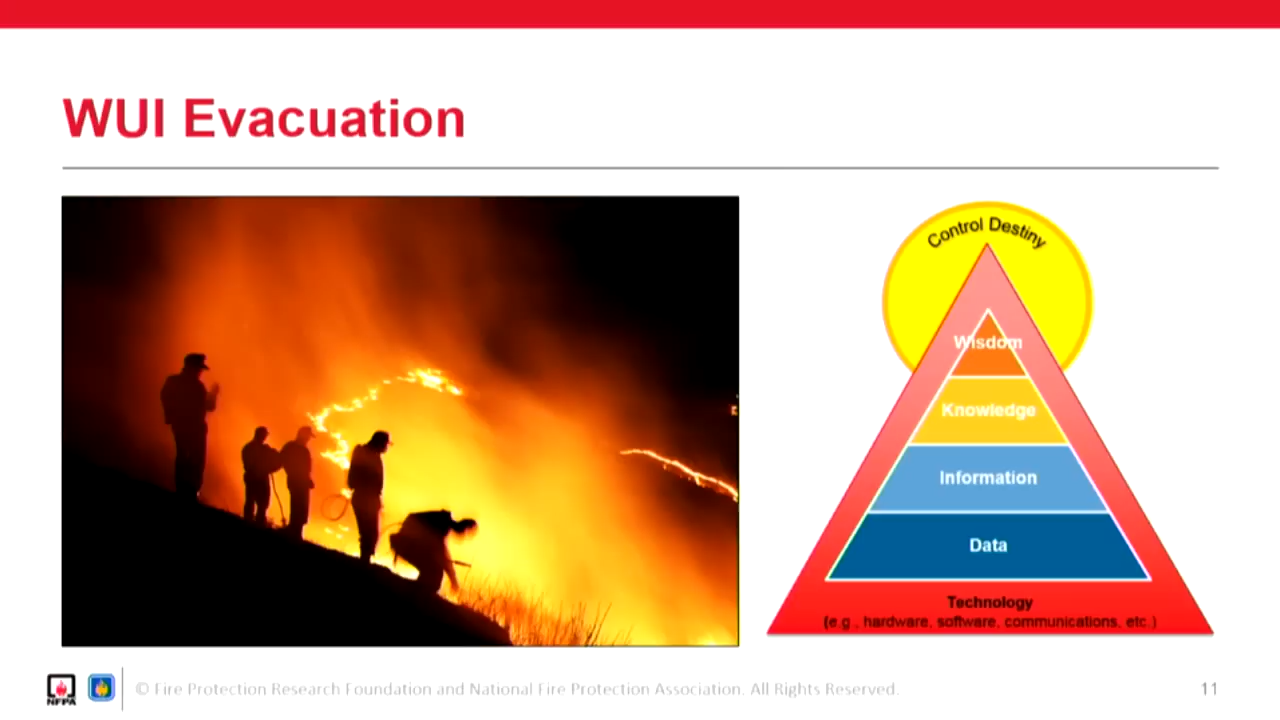 WUI Evacuation
Control Destiny
Wisdom
Knowledge
Information
Data
Technology
(e.g., hardware, software, communications, etc.)
NFPA
© Fire Protection Research Foundation and National Fire Protection Association. All Rights Reserved.
11